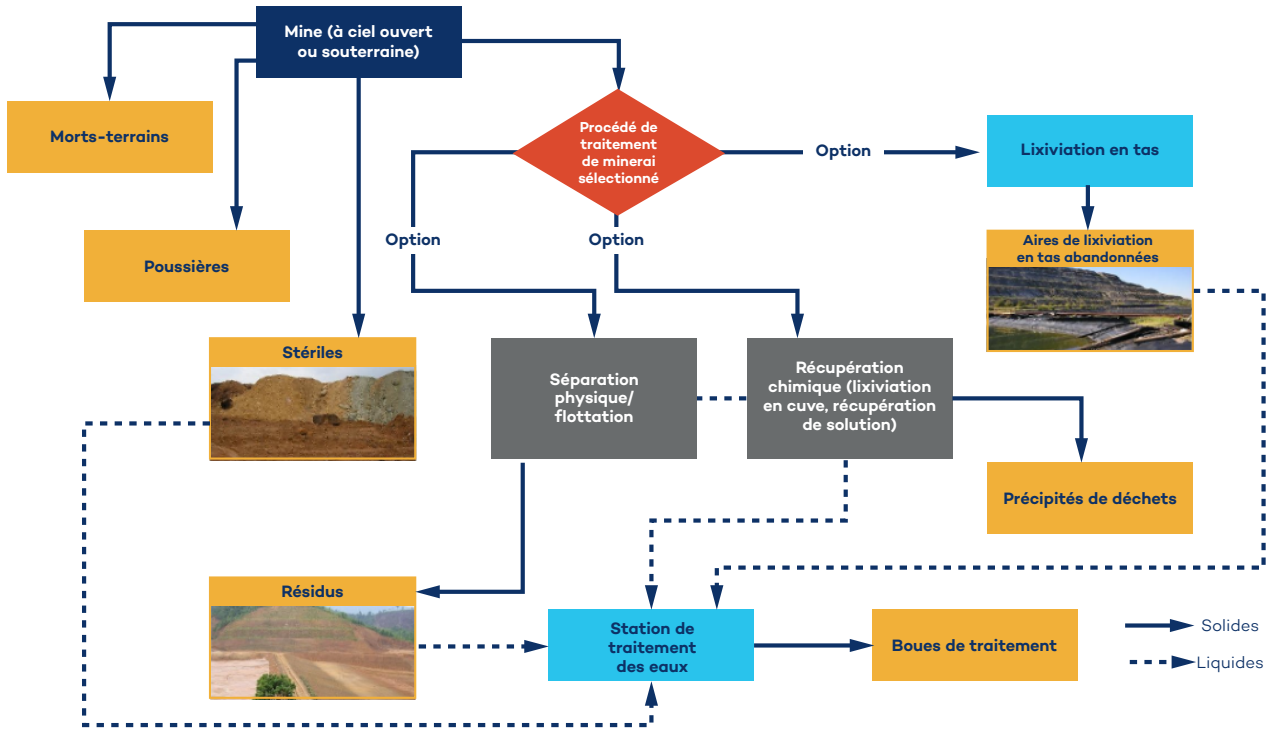 Mine (à ciel ouvert
ou souterraine)
Morts-terrains
Procédé de
traitement
de minerai
sélectionné
Option
Lixiviation en tas
Option
Option
Aires de lixiviation
en tas abandonnées
Poussières
Stériles
Séparation
physique/
flottation
Récupération
chimique (lixiviation
en cuve, récupération
de solution)
Précipités de déchets
Résidus
Station de
traitement
des eaux
Boues de traitement
Solides
Liquides